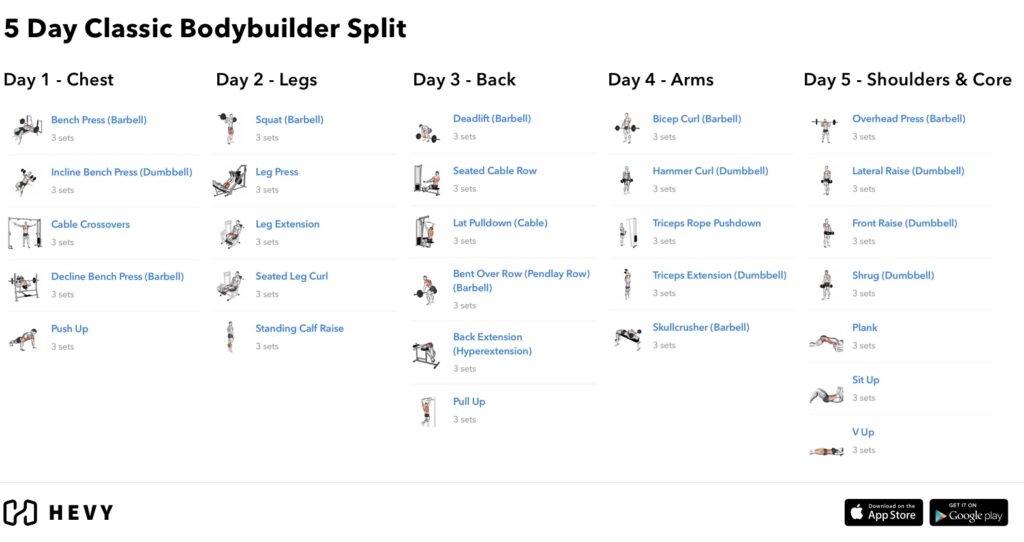 5 Day Classic Bodybuilder Split
Day 1 - Chest
Bench Press (Barbell)
3 sets
Incline Bench Press (Dumbbell)
3 sets
Cable Crossovers
3 sets
Decline Bench Press (Barbell)
3 sets
Push Up
3 sets
Day 2 - Legs
Squat (Barbell)
3 sets
Leg Press
3 sets
Leg Extension
3 sets
Seated Leg Curl
3 sets
Standing Calf Raise
3 sets
Day 3 - Back
Deadlift (Barbell)
3 sets
Seated Cable Row
3 sets
Lat Pulldown (Cable)
3 sets
Bent Over Row (Pendlay Row)
(Barbell)
3 sets
Back Extension
(Hyperextension)
3 sets
Pull Up
3 sets
Day 4 - Arms
Bicep Curl (Barbell)
3 sets
Hammer Curl (Dumbbell)
3 sets
Triceps Rope Pushdown
3 sets
Triceps Extension (Dumbbell)
3 sets
Skullcrusher (Barbell)
3 sets
Day 5 - Shoulders & Core
Overhead Press (Barbell)
3 sets
Lateral Raise (Dumbbell)
3 sets
Front Raise (Dumbbell)
3 sets
Shrug (Dumbbell)
3 sets
Plank
3 sets
Sit Up
3 sets
V Up
3 sets
HEVY
Download on the
App Store
GET IT ON
Google play